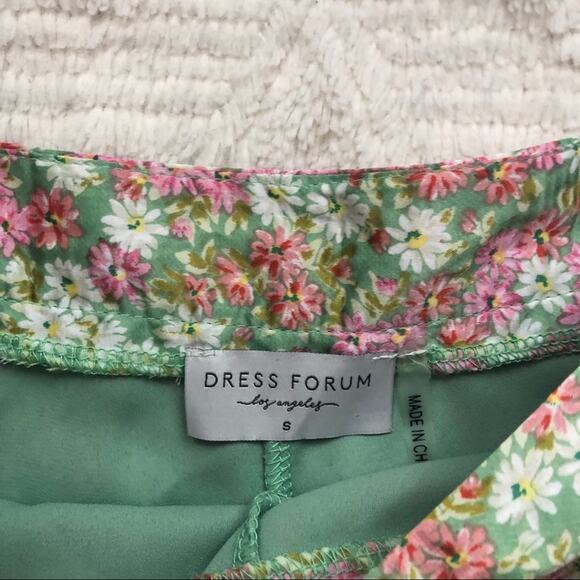 DRESS FORUM
los angeles
S
MADE IN CH